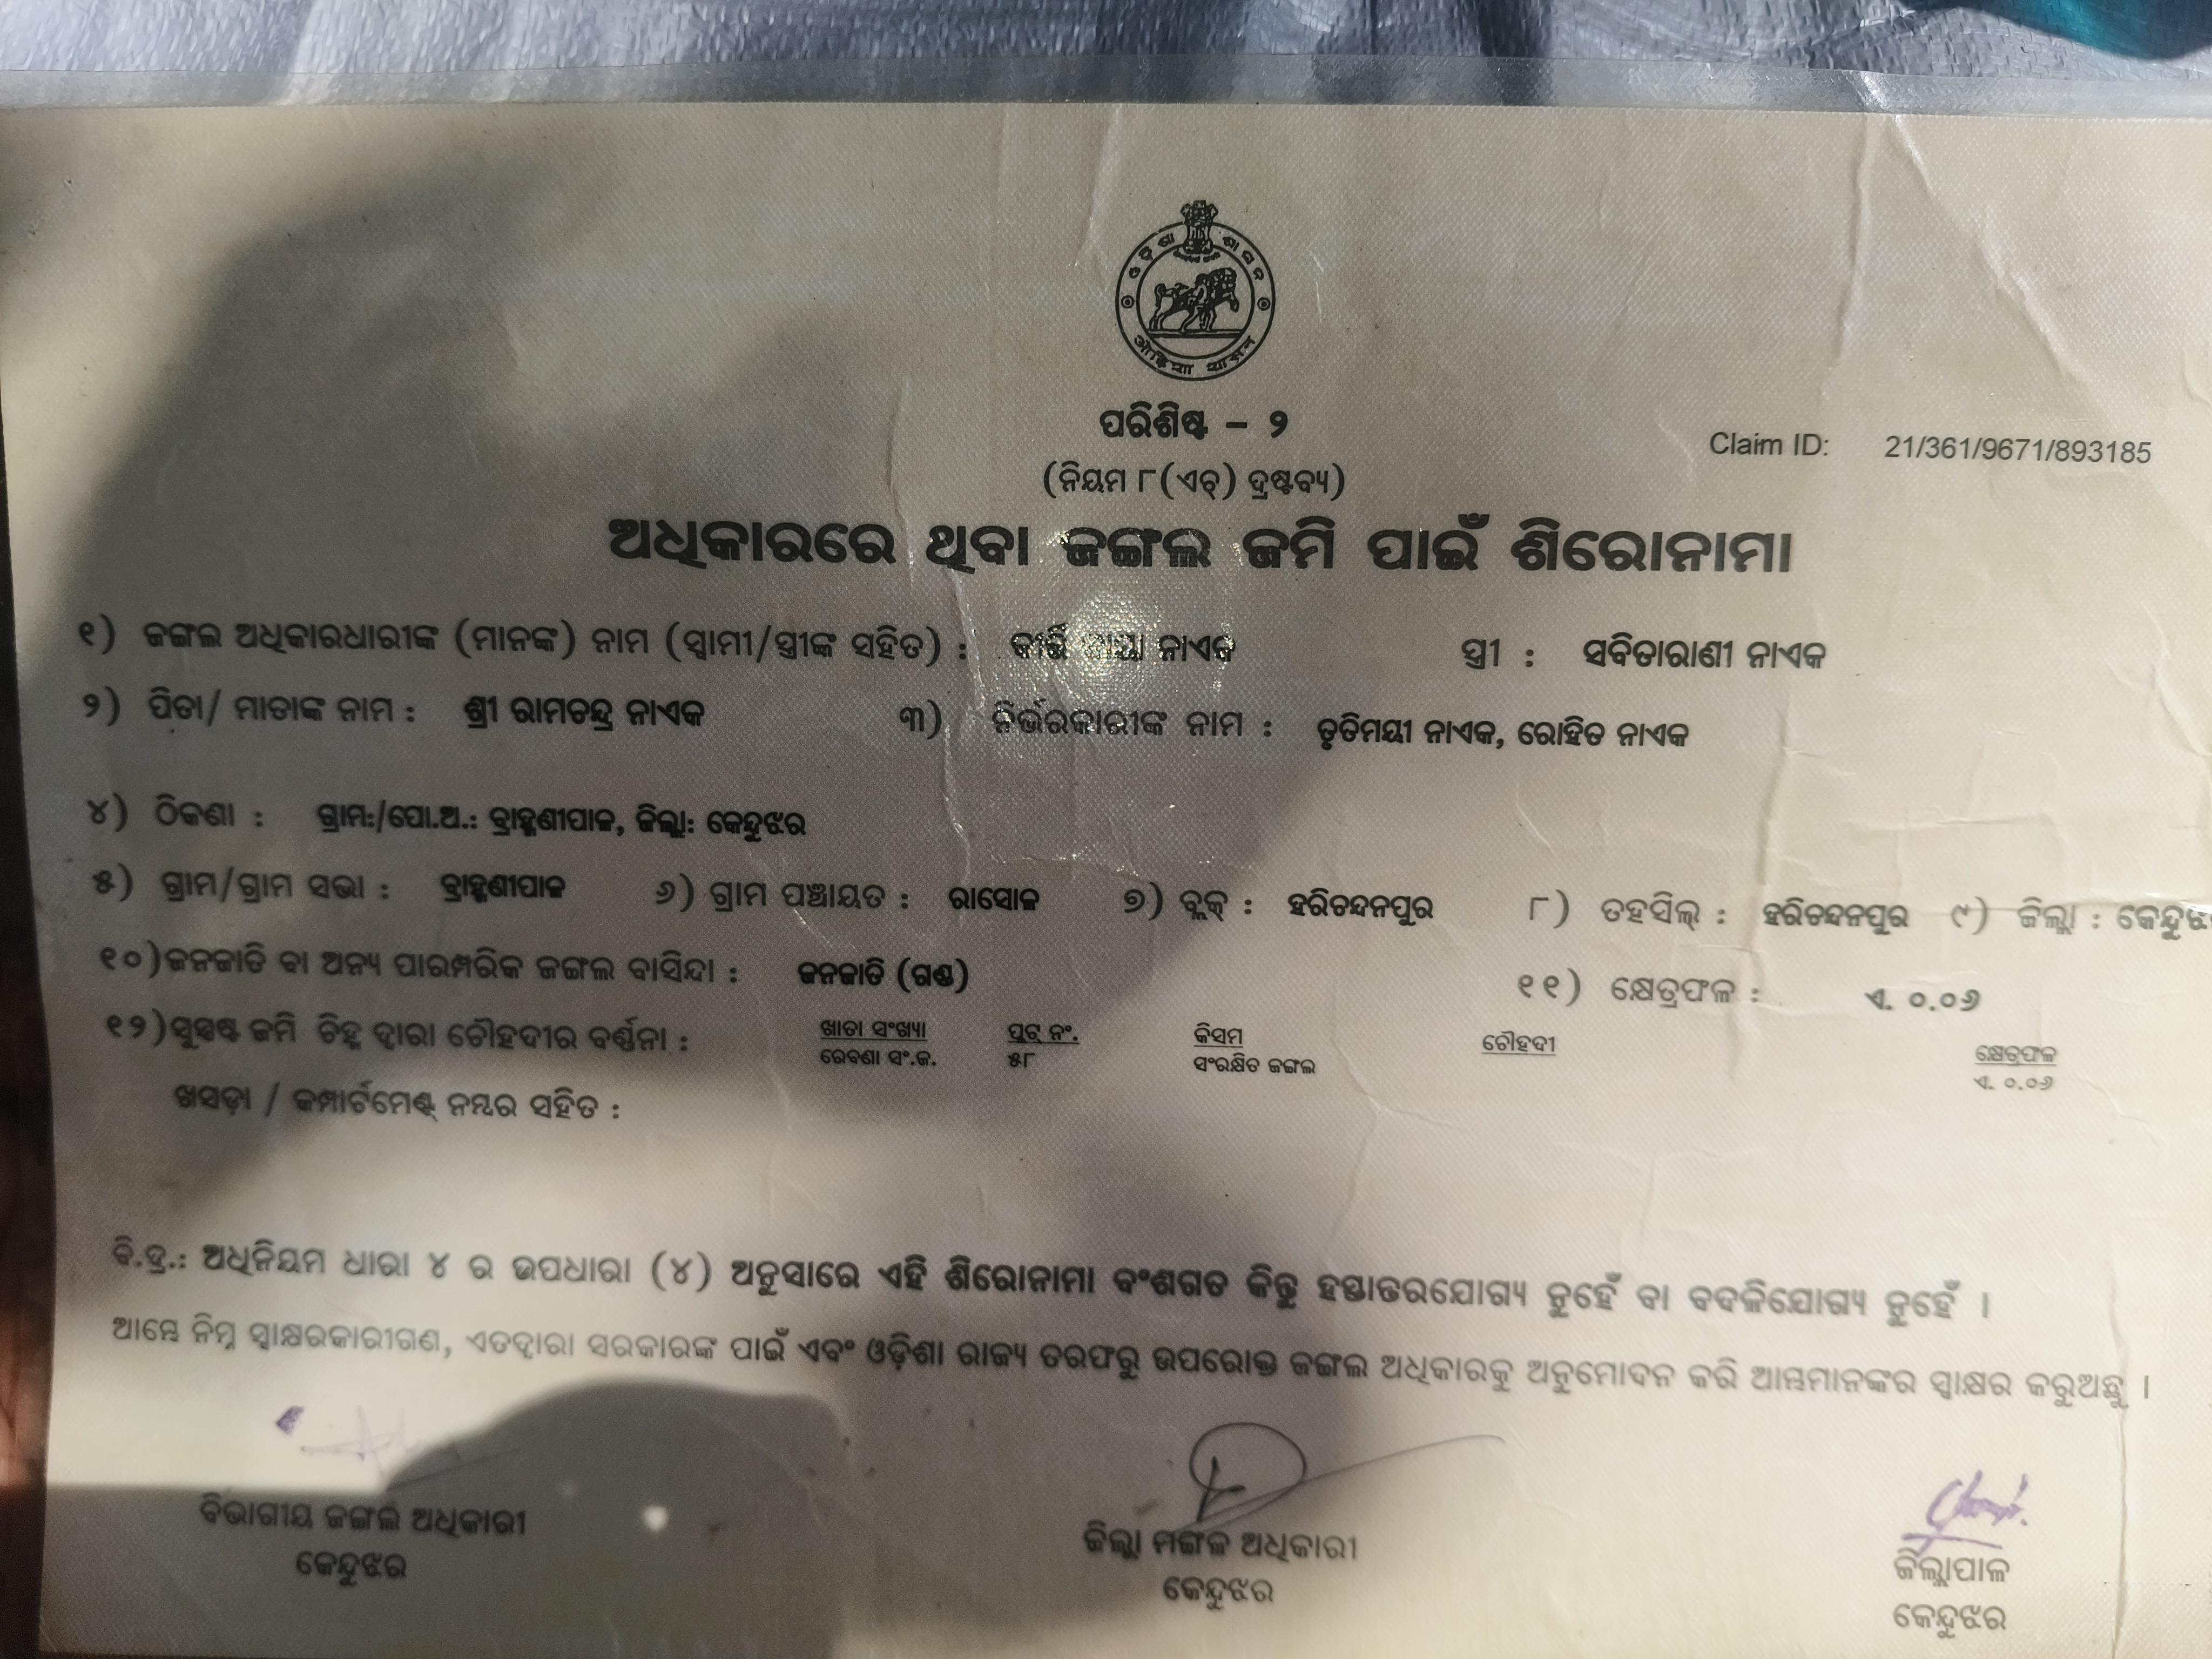 ଓଡ଼ିଶା ଶାସନ
ओड़िशा शासन
ପରିଶିଷ୍ଟ – ୨
Claim ID: 21/361/9671/893185
(ନିୟମ ୮(ଏଚ୍) ଦ୍ରଷ୍ଟବ୍ୟ)
ଅଧିକାରରେ ଥିବା ଜଙ୍ଗଲ ଜମି ପାଇଁ ଶିରୋନାମା
୧) ଜଙ୍ଗଲ ଅଧିକାରଧାରୀଙ୍କ (ମାନଙ୍କ) ନାମ (ସ୍ୱାମୀ/ସ୍ତ୍ରୀଙ୍କ ସହିତ) : ନାଏକ ସ୍ତ୍ରୀ : ସବିତାରାଣୀ ନାଏକ
୨) ପିତା/ ମାତାଙ୍କ ନାମ : ଶ୍ରୀ ରାମଚନ୍ଦ୍ର ନାଏକ ୩) ନିର୍ଭରକାରୀଙ୍କ ନାମ : ତୃତିମୟୀ ନାଏକ, ରୋହିତ ନାଏକ
୪) ଠିକଣା : ଗ୍ରାମ:/ପୋ.ଅ.: ବ୍ରାହ୍ମଣୀପାଳ, ଜିଲ୍ଲା: କେନ୍ଦୁଝର
୫) ଗ୍ରାମ/ଗ୍ରାମ ସଭା : ବ୍ରାହ୍ମଣୀପାଳ ୬) ଗ୍ରାମ ପଞ୍ଚାୟତ : ରାସୋଳ ୭) ବ୍ଲକ୍ : ହରିଚନ୍ଦନପୁର ୮) ତହସିଲ୍ : ହରିଚନ୍ଦନପୁର ୯) ଜିଲ୍ଲା : କେନ୍ଦୁଝ
୧୦)ଜନଜାତି ବା ଅନ୍ୟ ପାରମ୍ପରିକ ଜଙ୍ଗଲ ବାସିନ୍ଦା : ଜନଜାତି (ଗଣ୍ଡ) ୧୧) କ୍ଷେତ୍ରଫଳ : ଏ. ୦.୦୬
୧୨)ସୁସ୍ପଷ୍ଟ ଜମି ଚିହ୍ନ ଦ୍ୱାରା ଚୌହଦୀର ବର୍ଣ୍ଣନା : ଖାତା ସଂଖ୍ୟା ପ୍ଲଟ୍ ନଂ. କିସମ ଚୌହଦୀ କ୍ଷେତ୍ରଫଳ
ରେବଣା ସଂ.ଜ. ୫୮ ସଂରକ୍ଷିତ ଜଙ୍ଗଲ ଏ. ୦.୦୬
ଖସଡ଼ା / କମ୍ପାର୍ଟମେଣ୍ଟ୍ ନମ୍ବର ସହିତ :
ବି.ଦ୍ର.: ଅଧିନିୟମ ଧାରା ୪ ର ଉପଧାରା (୪) ଅନୁସାରେ ଏହି ଶିରୋନାମା ବଂଶଗତ କିନ୍ତୁ ହସ୍ତାନ୍ତରଯୋଗ୍ୟ ନୁହେଁ ବା ବଦଳିଯୋଗ୍ୟ ନୁହେଁ ।
ଆମ୍ଭେ ନିମ୍ନ ସ୍ୱାକ୍ଷରକାରୀଗଣ, ଏତଦ୍ୱାରା ସରକାରଙ୍କ ପାଇଁ ଏବଂ ଓଡ଼ିଶା ରାଜ୍ୟ ତରଫରୁ ଉପରୋକ୍ତ ଜଙ୍ଗଲ ଅଧିକାରକୁ ଅନୁମୋଦନ କରି ଆମ୍ଭମାନଙ୍କର ସ୍ୱାକ୍ଷର କରୁଅଛୁ ।
ବିଭାଗୀୟ ଜଙ୍ଗଲ ଅଧିକାରୀ ଜିଲ୍ଲା ମଙ୍ଗଳ ଅଧିକାରୀ ଜିଲ୍ଲାପାଳ
କେନ୍ଦୁଝର କେନ୍ଦୁଝର କେନ୍ଦୁଝର